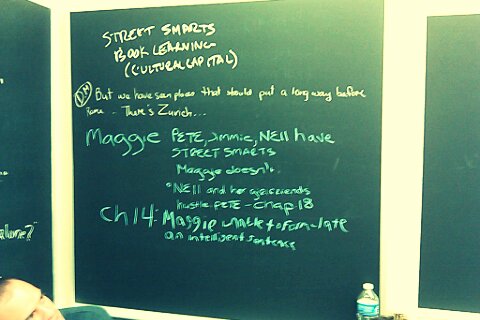 STREET SMARTS
BOOK LEARNING
(CULTURAL CAPITAL)
But we have seen places that should put a long way before
Rome.. There's Zurich...
Maggie PETE, Jimmie, NEll have
STREET SMARTS
Maggie doesn't.
*NEll and her
hustle PETE - Chap 18
Ch 14: Maggie unable to form-late
an intelligent sentence
alone?"